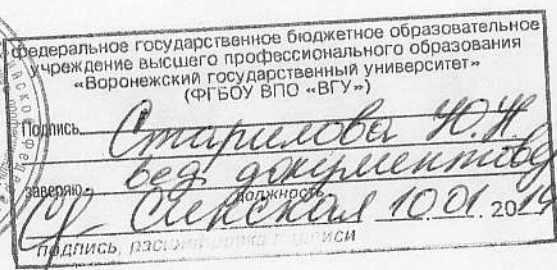 федеральное государственное бюджетное образовательное
учреждение высшего профессионального образования
«Воронежский государственный университет»
(ФГБОУ ВПО «ВГУ»)
Подпись Старилова Ю.Н.
заверяю вед. документовед
должность
10.01.2014
подпись, расшифровка подписи